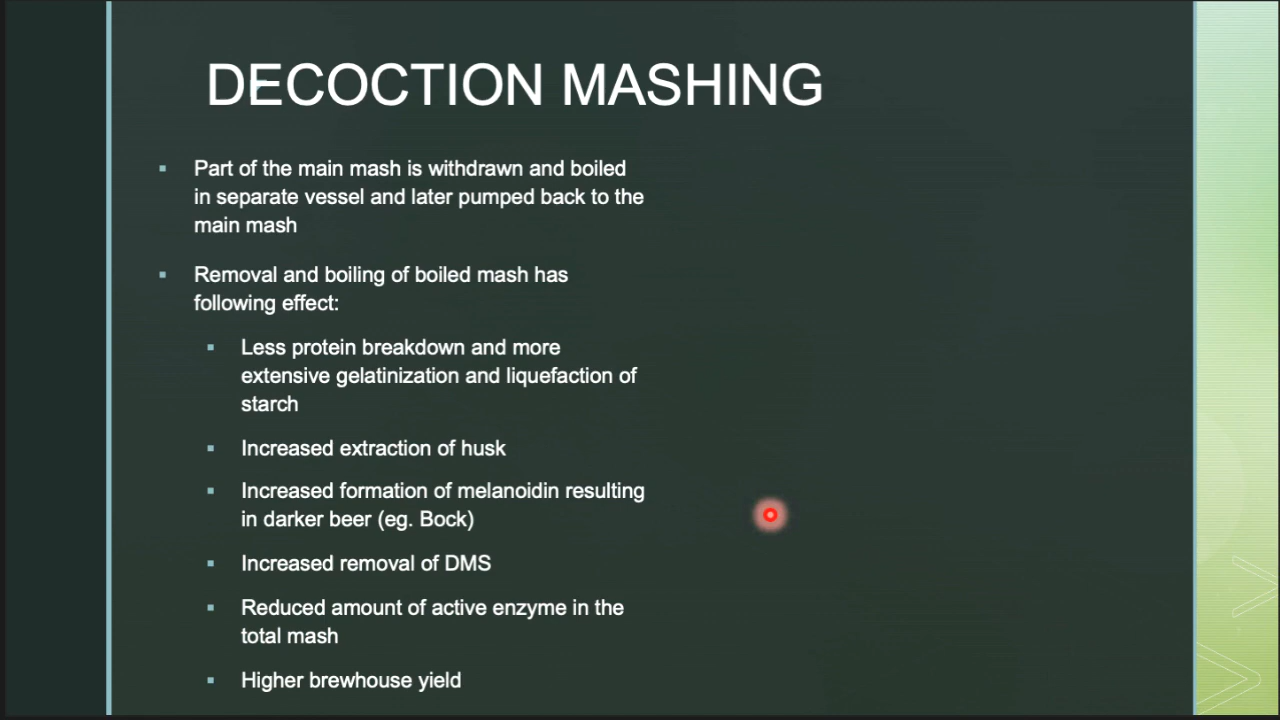 DECOCTION MASHING
▪ Part of the main mash is withdrawn and boiled
in separate vessel and later pumped back to the
main mash
▪ Removal and boiling of boiled mash has
following effect:
▪ Less protein breakdown and more
extensive gelatinization and liquefaction of
starch
▪ Increased extraction of husk
▪ Increased formation of melanoidin resulting
in darker beer (eg. Bock)
▪ Increased removal of DMS
▪ Reduced amount of active enzyme in the
total mash
▪ Higher brewhouse yield